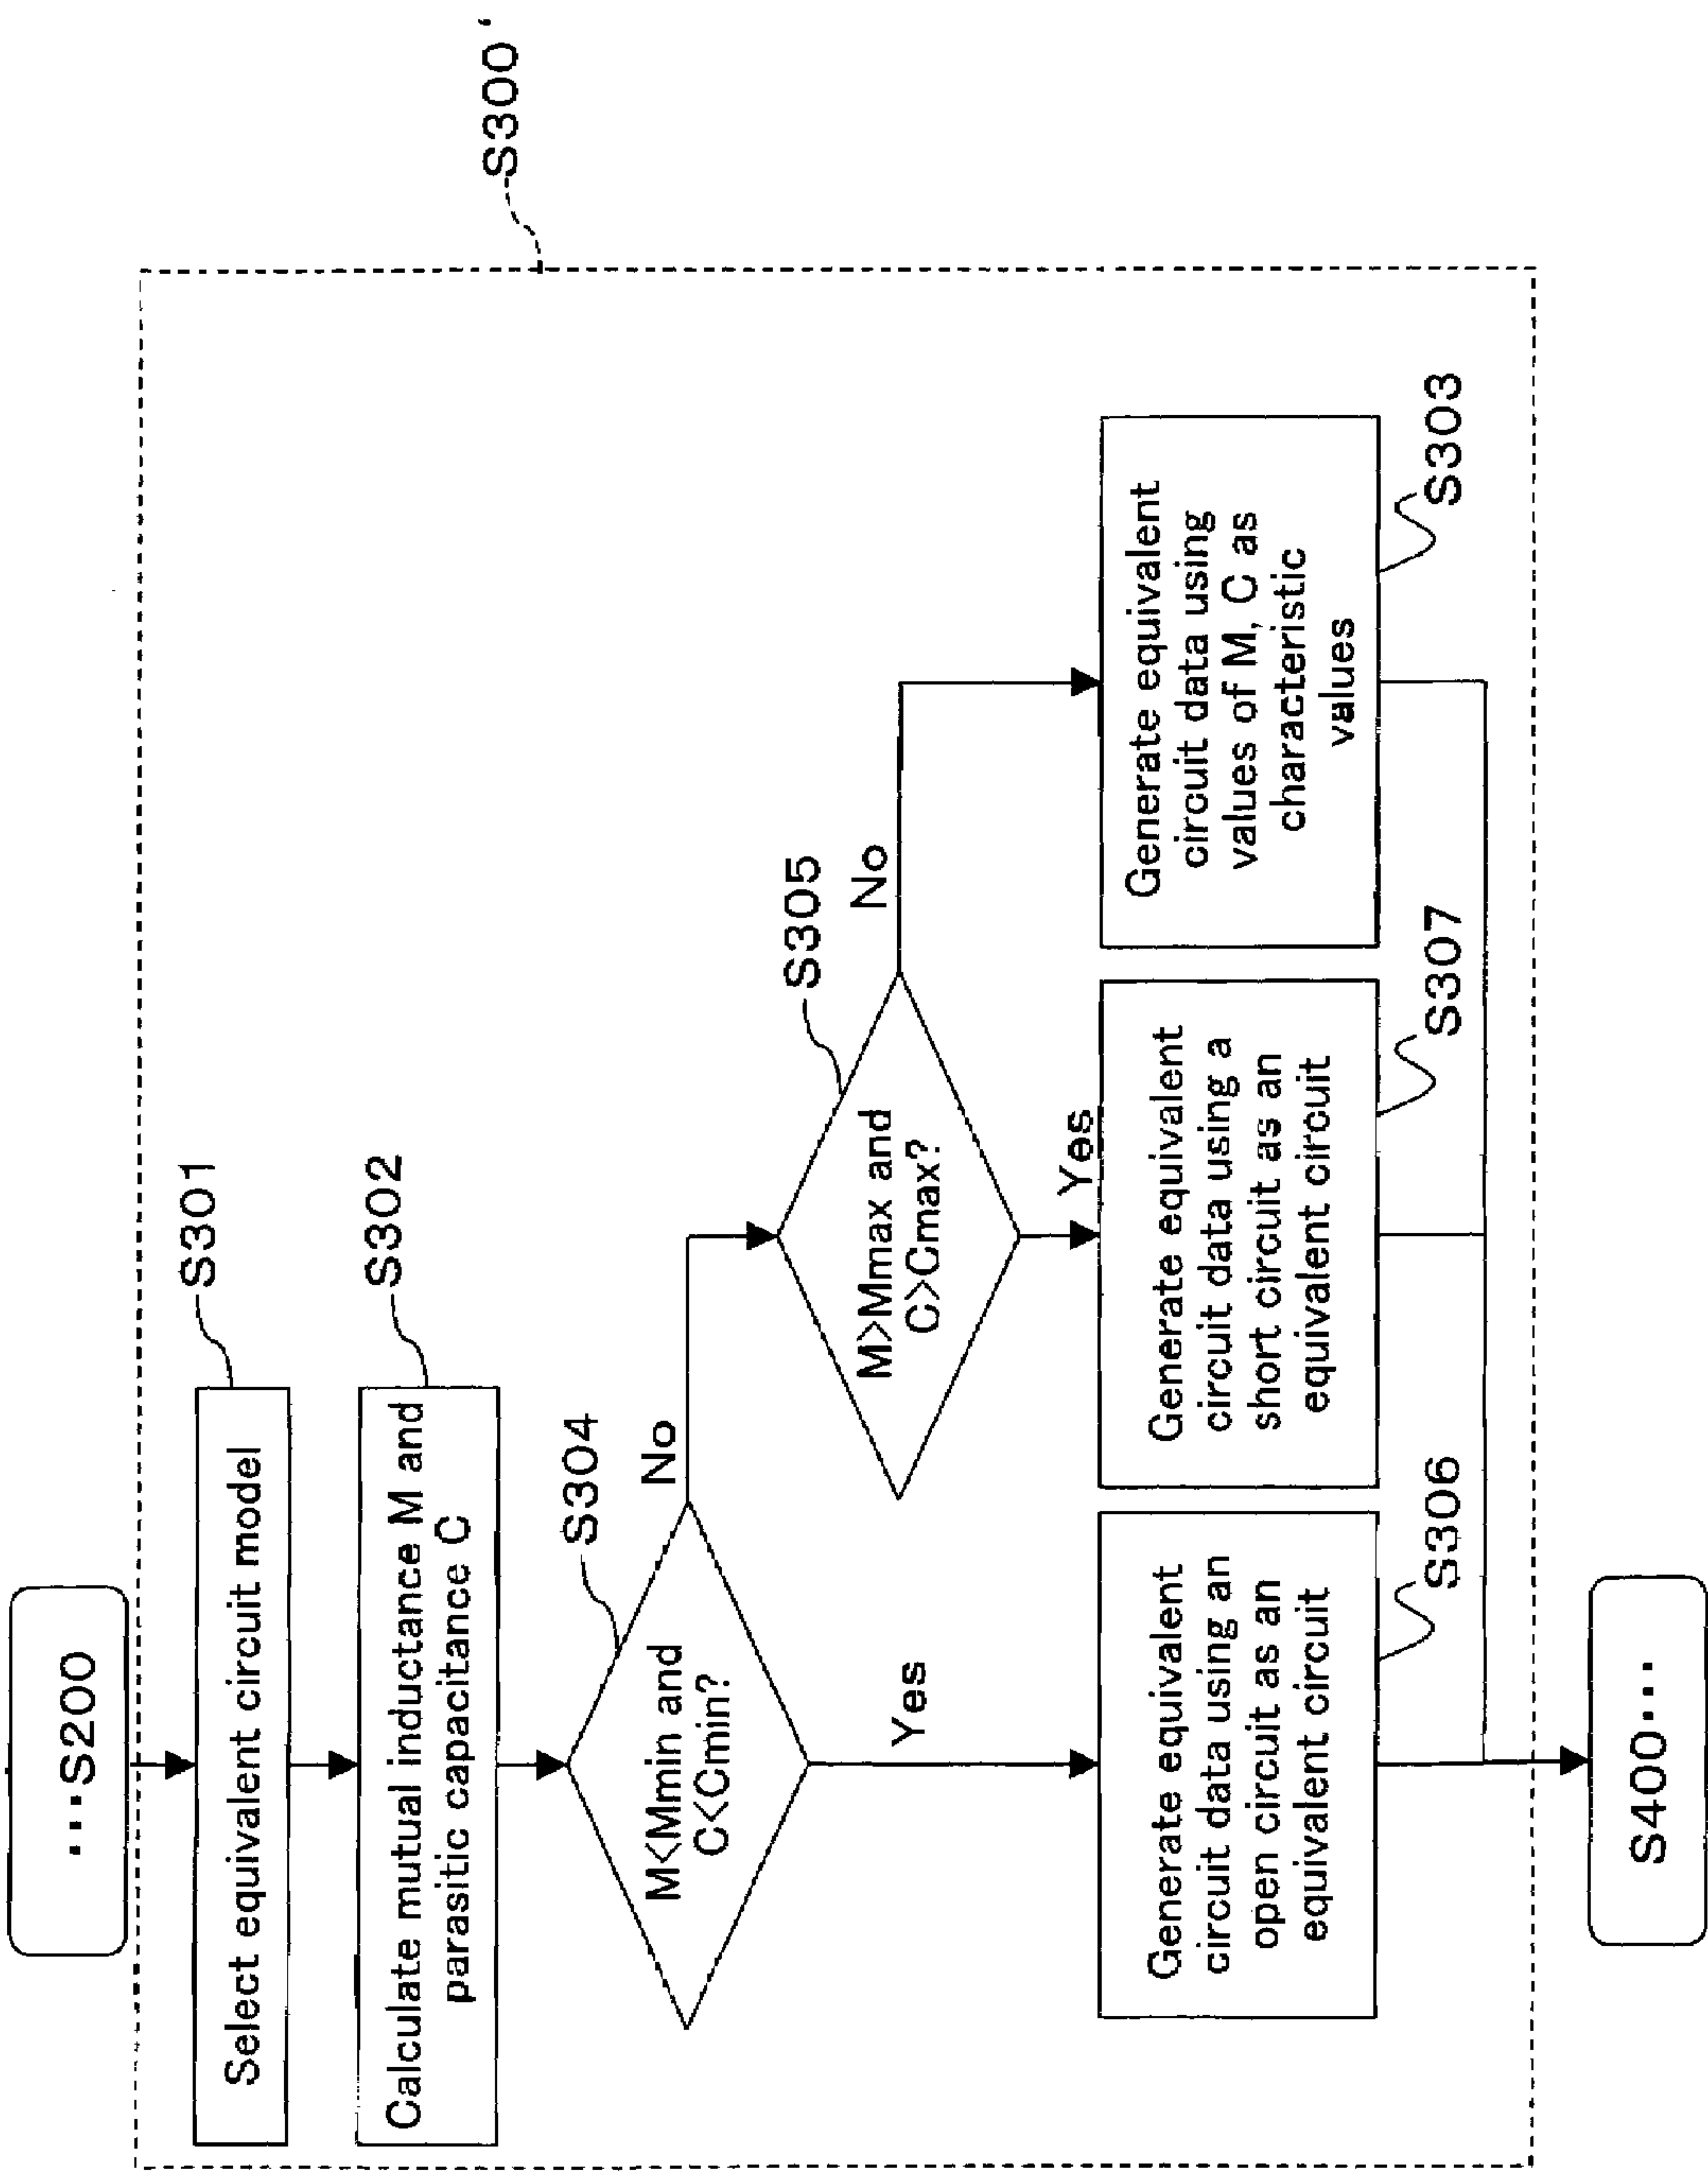 ···S200
S300'
S301
Select equivalent circuit model
S302
Calculate mutual inductance M and
parasitic capacitance C
S304
M<Mmin and
C<Cmin?
No
Yes
S305
M>Mmax and
C>Cmax?
No
Yes
Generate equivalent
circuit data using an
open circuit as an
equivalent circuit
S306
Generate equivalent
circuit data using a
short circuit as an
equivalent circuit
S307
Generate equivalent
circuit data using
values of M, C as
characteristic
values
S303
S400···